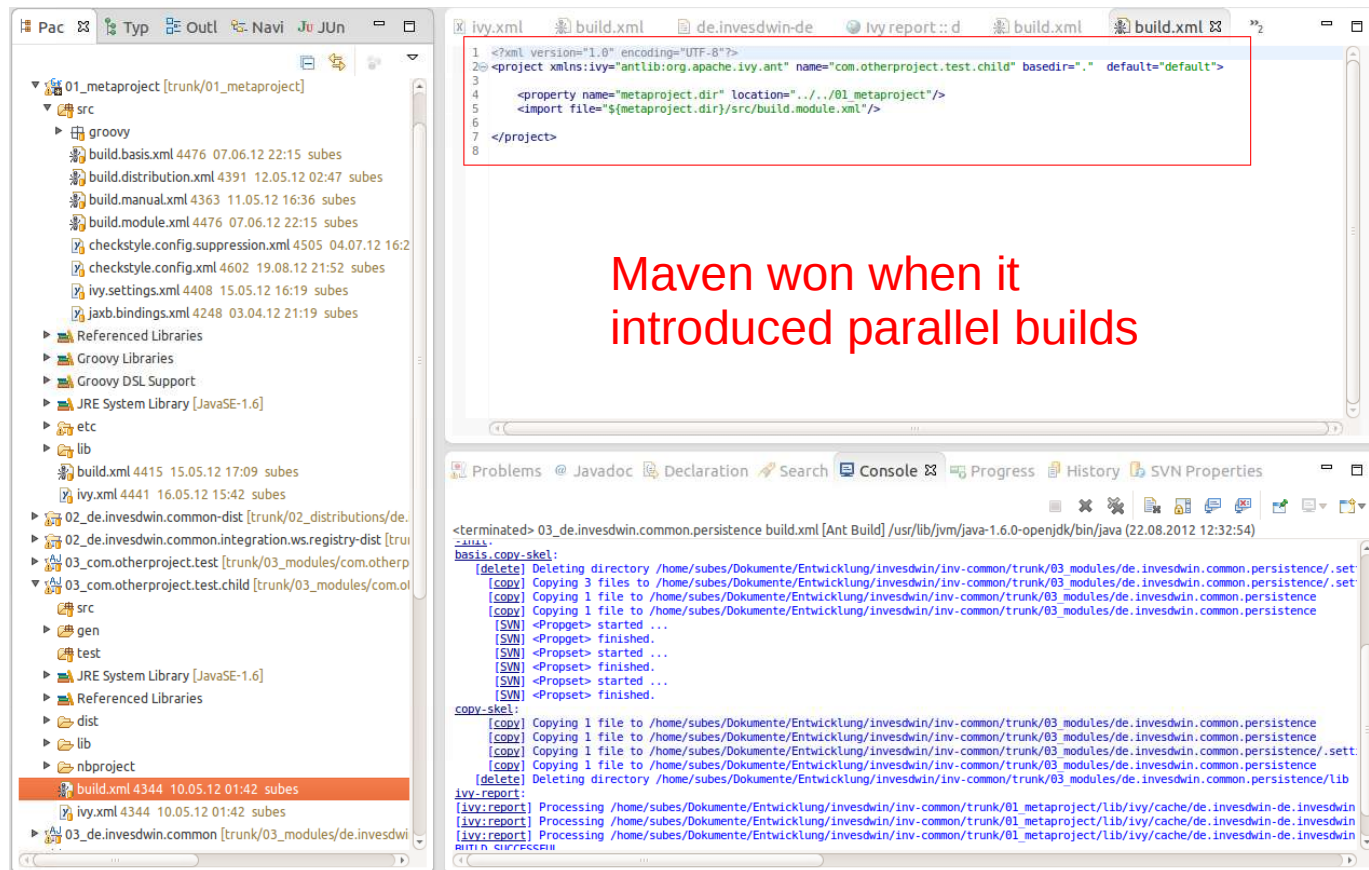 Pac Typ Outl Navi JUn
01_metaproject [trunk/01_metaproject]
src
groovy
build.basis.xml 4476 07.06.12 22:15 subes
build.distribution.xml 4391 12.05.12 02:47 subes
build.manual.xml 4363 11.05.12 16:36 subes
build.module.xml 4476 07.06.12 22:15 subes
checkstyle.config.suppression.xml 4505 04.07.12 16:2
checkstyle.config.xml 4602 19.08.12 21:52 subes
ivy.settings.xml 4408 15.05.12 16:19 subes
jaxb.bindings.xml 4248 03.04.12 21:19 subes
Referenced Libraries
Groovy Libraries
Groovy DSL Support
JRE System Library [JavaSE-1.6]
etc
lib
build.xml 4415 15.05.12 17:09 subes
ivy.xml 4441 16.05.12 15:42 subes
02_de.invesdwin.common-dist [trunk/02_distributions/de.
02_de.invesdwin.common.integration.ws.registry-dist [trun
03_com.otherproject.test [trunk/03_modules/com.otherp
03_com.otherproject.test.child [trunk/03_modules/com.ot
src
gen
test
JRE System Library [JavaSE-1.6]
Referenced Libraries
dist
lib
nbproject
build.xml 4344 10.05.12 01:42 subes
ivy.xml 4344 10.05.12 01:42 subes
03_de.invesdwin.common [trunk/03_modules/de.invesdwi
ivy.xml build.xml de.invesdwin-de Ivy report :: d build.xml build.xml »2
1 <?xml version="1.0" encoding="UTF-8"?>
2 <project xmlns:ivy="antlib:org.apache.ivy.ant" name="com.otherproject.test.child" basedir="." default="default">
3
4 <property name="metaproject.dir" location="../../01_metaproject"/>
5 <import file="${metaproject.dir}/src/build.module.xml"/>
6
7 </project>
8
Maven won when it
introduced parallel builds
Problems @ Javadoc Declaration Search Console Progress History SVN Properties
<terminated> 03_de.invesdwin.common.persistence build.xml [Ant Build] /usr/lib/jvm/java-1.6.0-openjdk/bin/java (22.08.2012 12:32:54)
-init:
basis.copy-skel:
[delete] Deleting directory /home/subes/Dokumente/Entwicklung/invesdwin/inv-common/trunk/03_modules/de.invesdwin.common.persistence/.set
[copy] Copying 3 files to /home/subes/Dokumente/Entwicklung/invesdwin/inv-common/trunk/03_modules/de.invesdwin.common.persistence/.set
[copy] Copying 1 file to /home/subes/Dokumente/Entwicklung/invesdwin/inv-common/trunk/03_modules/de.invesdwin.common.persistence
[copy] Copying 1 file to /home/subes/Dokumente/Entwicklung/invesdwin/inv-common/trunk/03_modules/de.invesdwin.common.persistence
[SVN] <Propget> started ...
[SVN] <Propget> finished.
[SVN] <Propset> started ...
[SVN] <Propset> finished.
[SVN] <Propset> started ...
[SVN] <Propset> finished.
copy-skel:
[copy] Copying 1 file to /home/subes/Dokumente/Entwicklung/invesdwin/inv-common/trunk/03_modules/de.invesdwin.common.persistence
[copy] Copying 1 file to /home/subes/Dokumente/Entwicklung/invesdwin/inv-common/trunk/03_modules/de.invesdwin.common.persistence
[copy] Copying 1 file to /home/subes/Dokumente/Entwicklung/invesdwin/inv-common/trunk/03_modules/de.invesdwin.common.persistence/.sett
[copy] Copying 1 file to /home/subes/Dokumente/Entwicklung/invesdwin/inv-common/trunk/03_modules/de.invesdwin.common.persistence
[delete] Deleting directory /home/subes/Dokumente/Entwicklung/invesdwin/inv-common/trunk/03_modules/de.invesdwin.common.persistence/lib
ivy-report:
[ivy:report] Processing /home/subes/Dokumente/Entwicklung/invesdwin/inv-common/trunk/01_metaproject/lib/ivy/cache/de.invesdwin-de.invesdwin
[ivy:report] Processing /home/subes/Dokumente/Entwicklung/invesdwin/inv-common/trunk/01_metaproject/lib/ivy/cache/de.invesdwin-de.invesdwin
[ivy:report] Processing /home/subes/Dokumente/Entwicklung/invesdwin/inv-common/trunk/01_metaproject/lib/ivy/cache/de.invesdwin-de.invesdwin
BUILD SUCCESSFUL